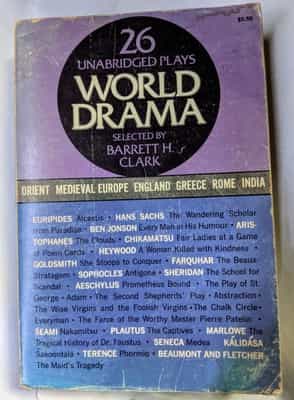 26
$5.50
UNABRIDGED PLAYS
WORLD
DRAMA
SELECTED BY
BARRETT H.
CLARK
ORIENT MEDIEVAL EUROPE ENGLAND GREECE ROME INDIA
EURIPIDES Alcestis • HANS SACHS The Wandering Scholar
from Paradise • BEN JONSON Every Man in His Humour • ARIS-
TOPHANES The Clouds • CHIKAMATSU Fair Ladies at a Game
of Poem Cards • HEYWOOD A Woman Killed with Kindness •
GOLDSMITH She Stoops to Conquer • FARQUHAR The Beaux
Stratagem • SOPHOCLES Antigone • SHERIDAN The School for
Scandal • AESCHYLUS Prometheus Bound • The Play of St.
George • Adam • The Second Shepherds' Play • Abstraction •
The Wise Virgins and the Foolish Virgins • The Chalk Circle •
Everyman • The Farce of the Worthy Master Pierre Patelin •
SEAMI Nakamitsu • PLAUTUS The Captives • MARLOWE The
Tragical History of Dr. Faustus • SENECA Medea • KÁLIDÁSA
Śakoontalá • TERENCE Phormio • BEAUMONT AND FLETCHER
The Maid's Tragedy